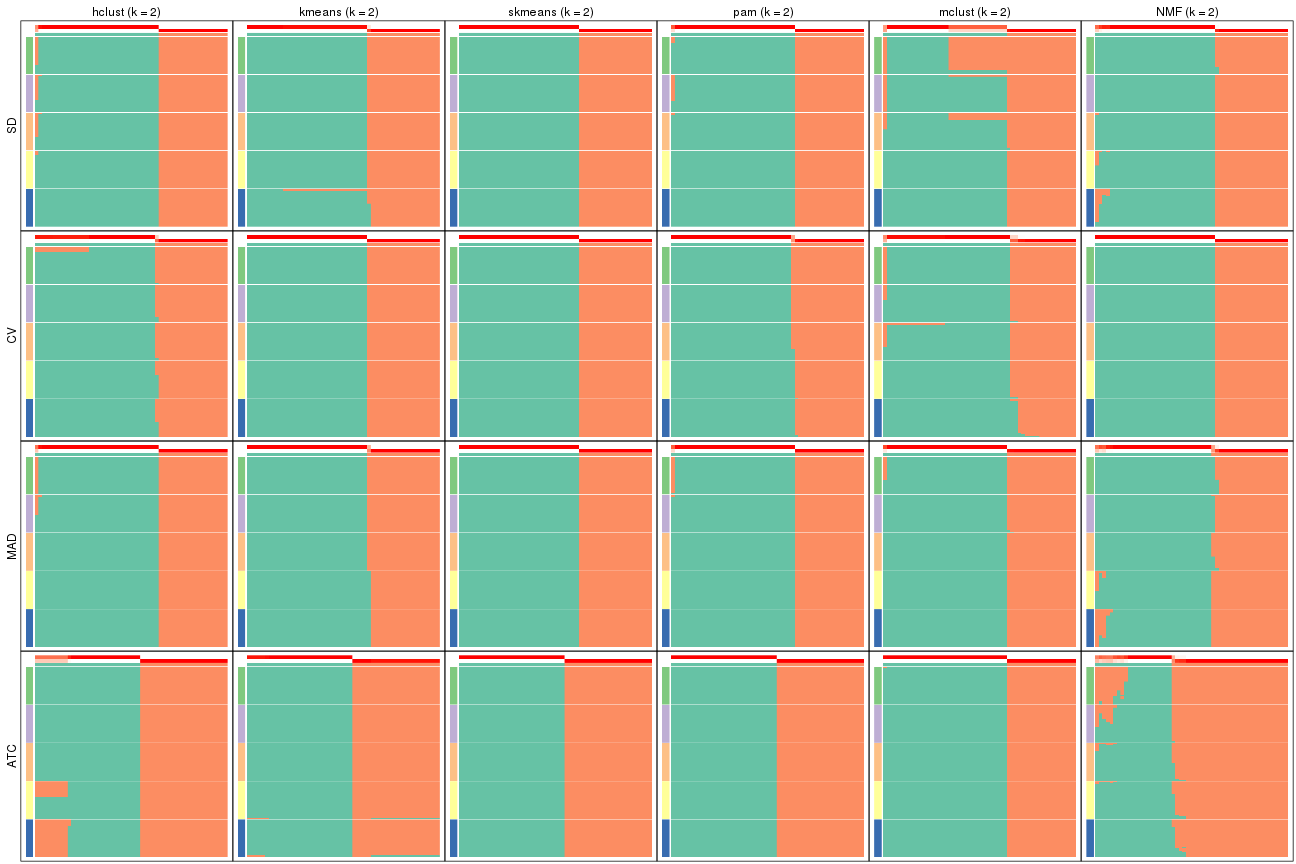 hclust (k = 2) kmeans (k = 2) skmeans (k = 2) pam (k = 2) mclust (k = 2) NMF (k = 2)
SD
CV
MAD
ATC